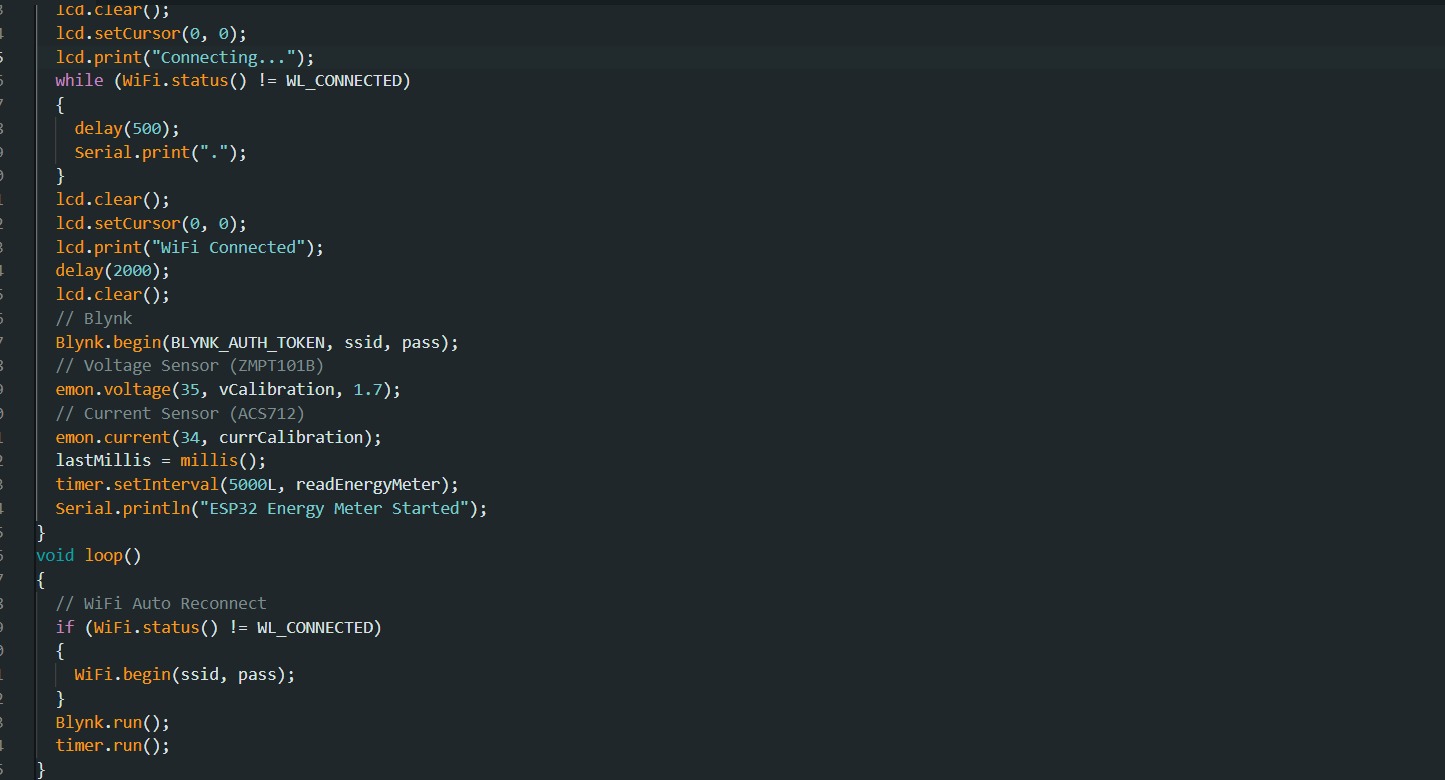 lcd.clear();
lcd.setCursor(0, 0);
lcd.print("Connecting...");
while (WiFi.status() != WL_CONNECTED)
{
delay(500);
Serial.print(".");
}
lcd.clear();
lcd.setCursor(0, 0);
lcd.print("WiFi Connected");
delay(2000);
lcd.clear();
// Blynk
Blynk.begin(BLYNK_AUTH_TOKEN, ssid, pass);
// Voltage Sensor (ZMPT101B)
emon.voltage(35, vCalibration, 1.7);
// Current Sensor (ACS712)
emon.current(34, currCalibration);
lastMillis = millis();
timer.setInterval(5000L, readEnergyMeter);
Serial.println("ESP32 Energy Meter Started");
}
void loop()
{
// WiFi Auto Reconnect
if (WiFi.status() != WL_CONNECTED)
{
WiFi.begin(ssid, pass);
}
Blynk.run();
timer.run();
}